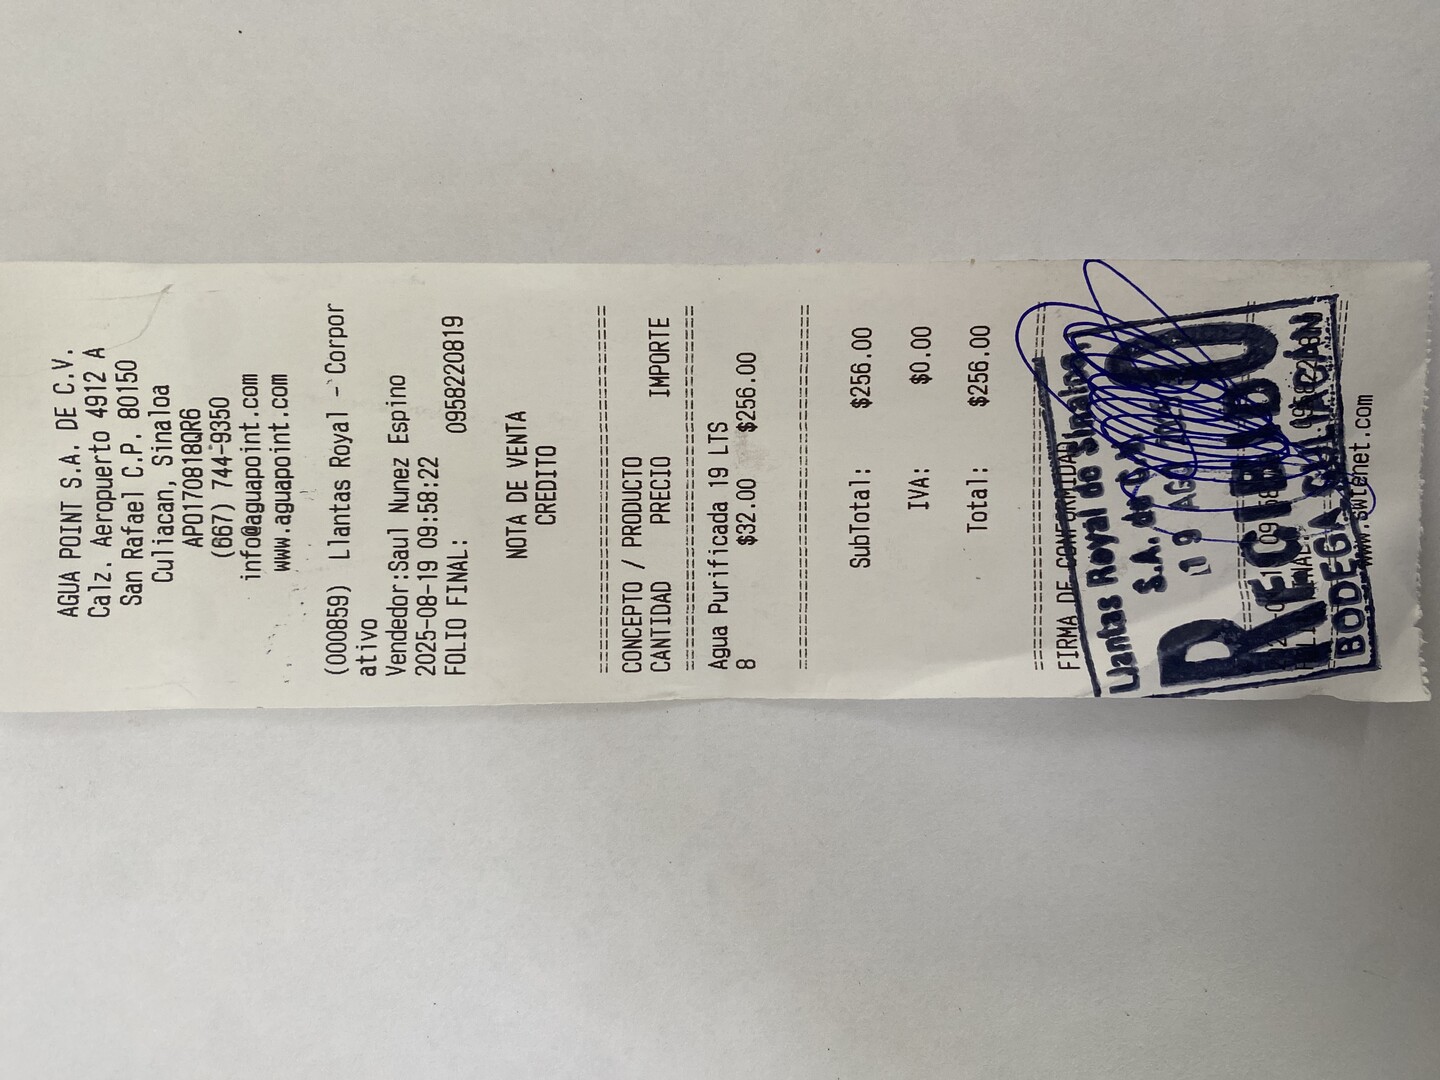 AGUA POINT S.A. DE C.V.
Calz. Aeropuerto 4912 A
San Rafael C.P. 80150
Culiacan, Sinaloa
APO170818QR6
(667) 744-9350
info@aguapoint.com
www.aguapoint.com
(000859) Llantas Royal - Corpor
ativo
Vendedor:Saul Nunez Espino
2025-08-19 09:58:22
FOLIO FINAL: 0958220819
NOTA DE VENTA
CREDITO
CONCEPTO / PRODUCTO
CANTIDAD PRECIO IMPORTE
Agua Purificada 19 LTS
8 $32.00 $256.00
SubTotal: $256.00
IVA: $0.00
Total: $256.00
FIRMA DE CONFORMIDAD
Llantas Royal de Sinaloa,
S.A. de C.V.
19 AGO
RECIBIDO
BODEGA CULIACAN